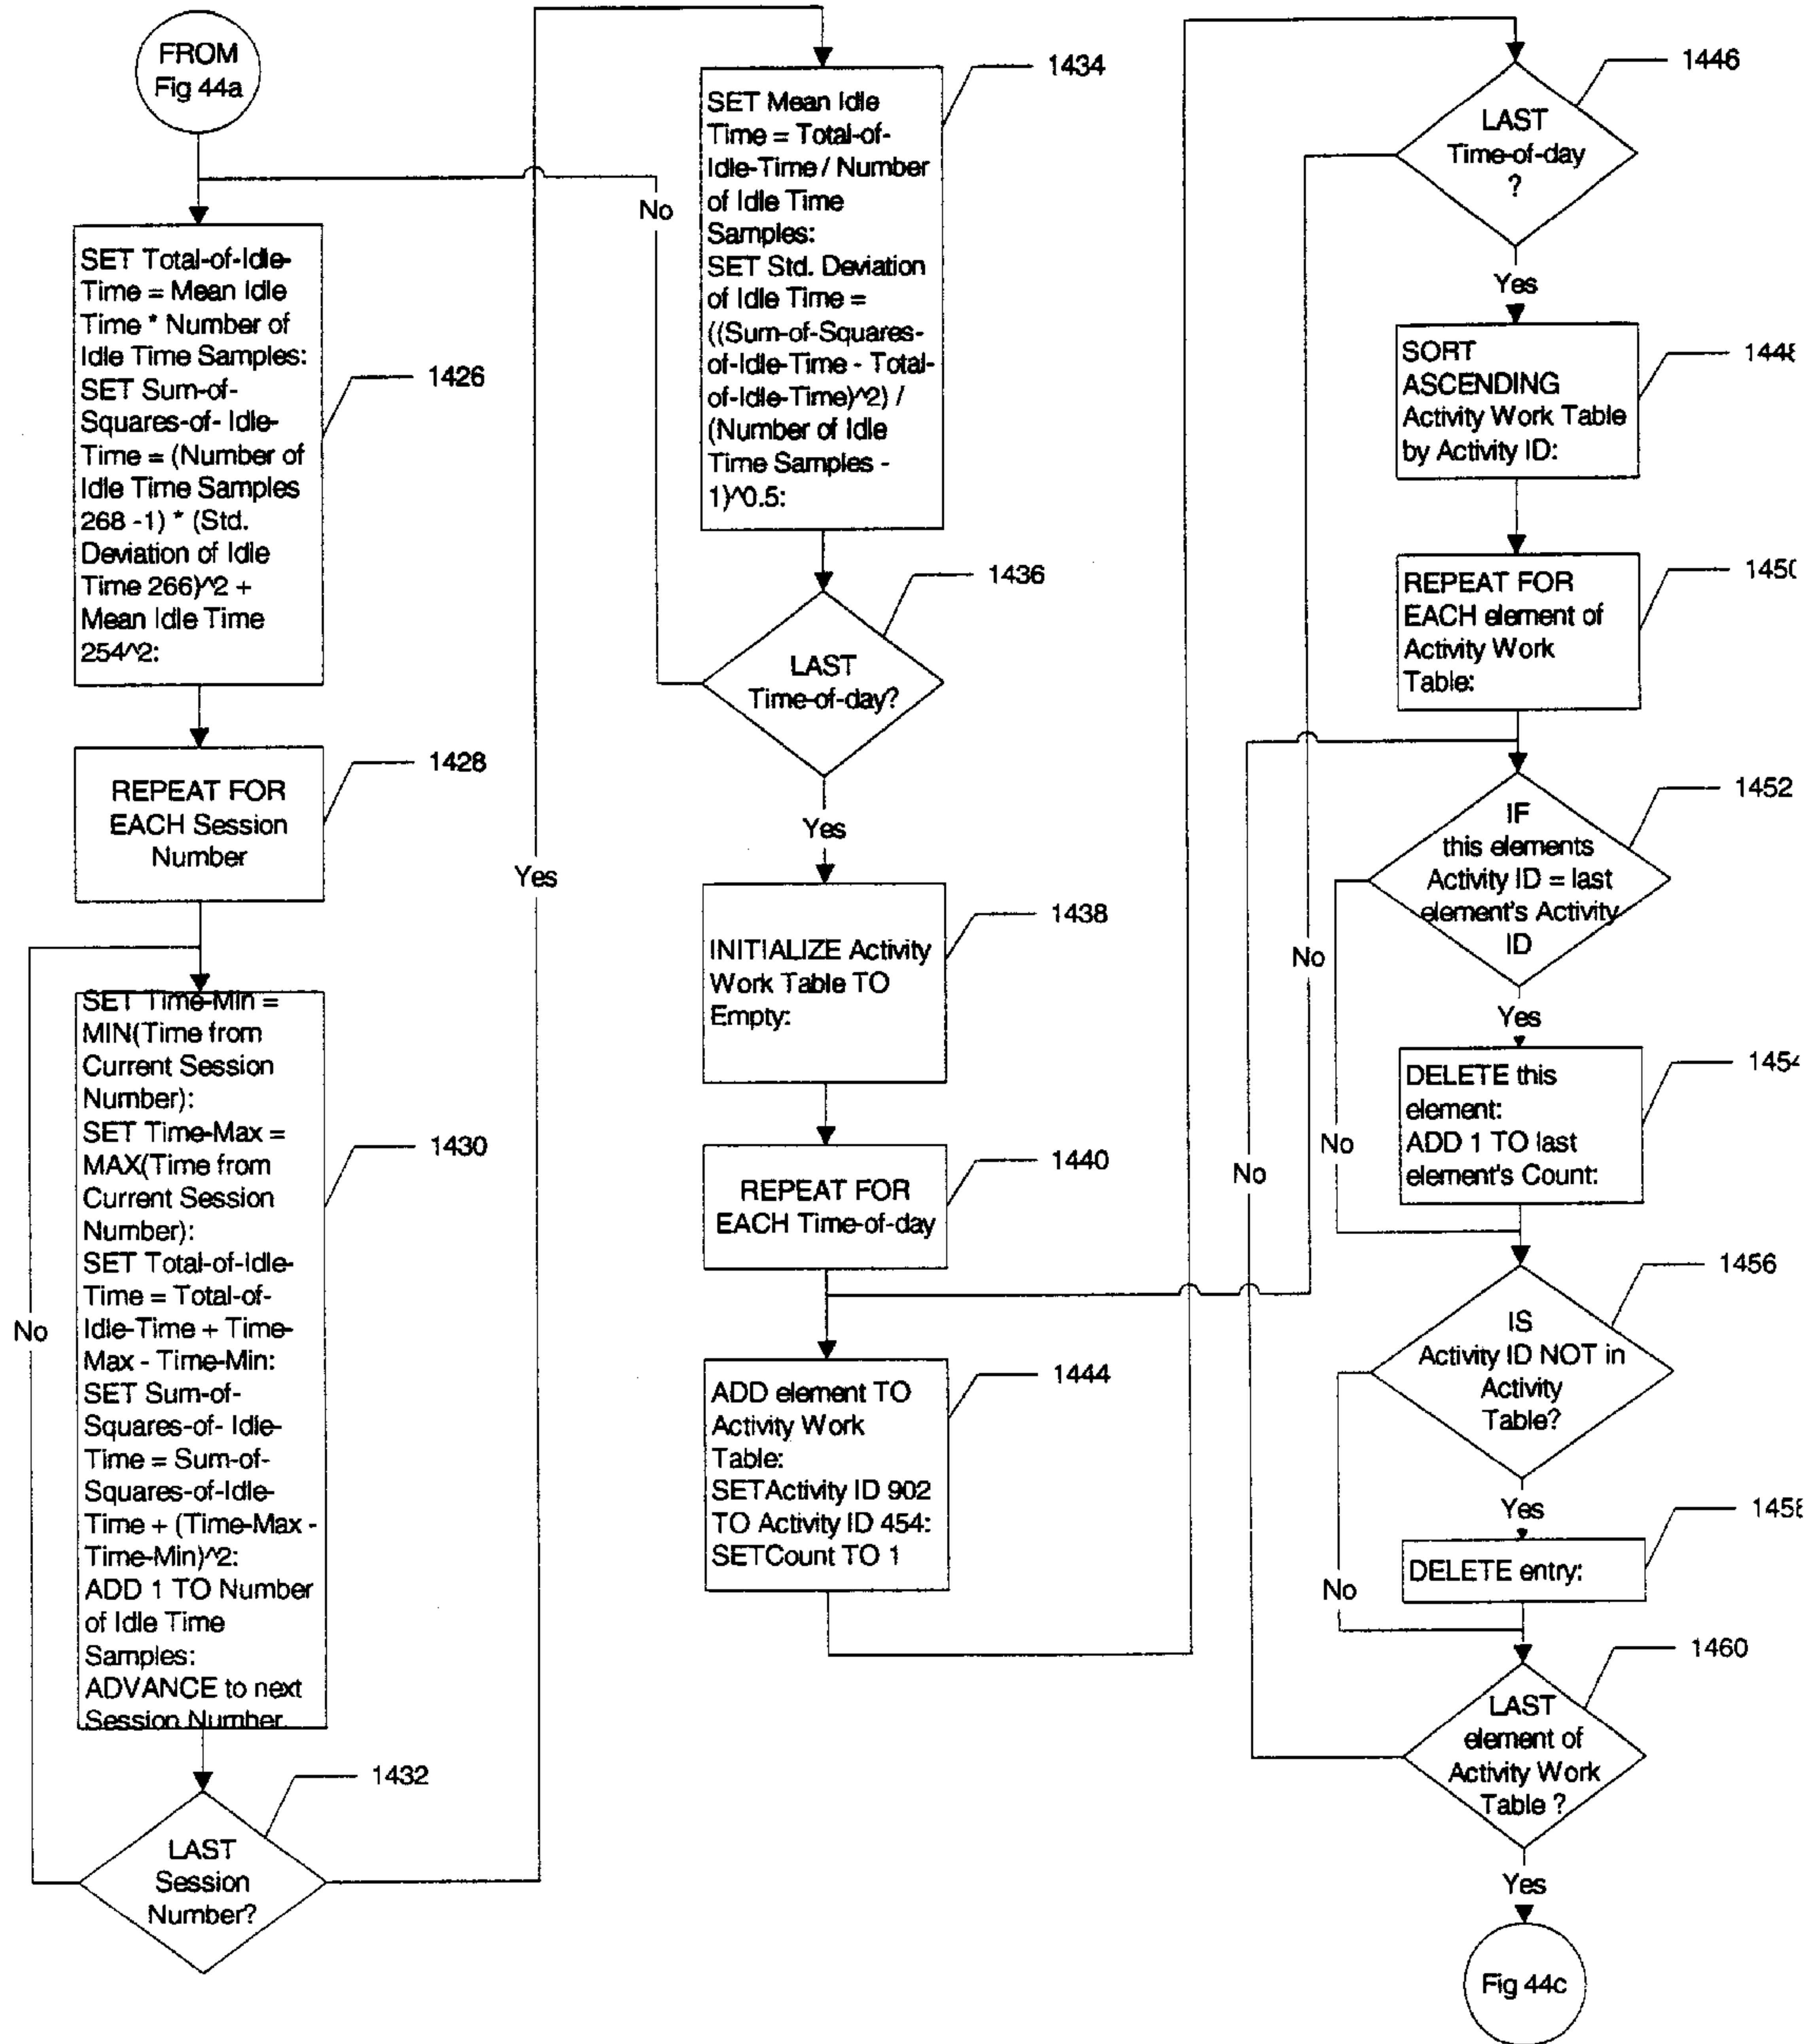 FROM
Fig 44a
SET Total-of-Idle-
Time = Mean Idle
Time * Number of
Idle Time Samples:
SET Sum-of-
Squares-of- Idle-
Time = (Number of
Idle Time Samples
268 -1) * (Std.
Deviation of Idle
Time 266)^2 +
Mean Idle Time
254^2:
1426
REPEAT FOR
EACH Session
Number
1428
SET Time-Min =
MIN(Time from
Current Session
Number):
SET Time-Max =
MAX(Time from
Current Session
Number):
SET Total-of-Idle-
Time = Total-of-
Idle-Time + Time-
Max - Time-Min:
SET Sum-of-
Squares-of- Idle-
Time = Sum-of-
Squares-of-Idle-
Time + (Time-Max -
Time-Min)^2:
ADD 1 TO Number
of Idle Time
Samples:
ADVANCE to next
Session Number.
1430
No
LAST
Session
Number?
1432
Yes
SET Mean Idle
Time = Total-of-
Idle-Time / Number
of Idle Time
Samples:
SET Std. Deviation
of Idle Time =
((Sum-of-Squares-
of-Idle-Time - Total-
of-Idle-Time)^2) /
(Number of Idle
Time Samples -
1)^0.5:
1434
No
LAST
Time-of-day?
1436
Yes
INITIALIZE Activity
Work Table TO
Empty:
1438
REPEAT FOR
EACH Time-of-day
1440
ADD element TO
Activity Work
Table:
SETActivity ID 902
TO Activity ID 454:
SETCount TO 1
1444
LAST
Time-of-day
?
1446
No
Yes
SORT
ASCENDING
Activity Work Table
by Activity ID:
1448
REPEAT FOR
EACH element of
Activity Work
Table:
1450
IF
this elements
Activity ID = last
element's Activity
ID
1452
No
Yes
DELETE this
element:
ADD 1 TO last
element's Count:
1454
IS
Activity ID NOT in
Activity
Table?
1456
No
Yes
DELETE entry:
1458
LAST
element of
Activity Work
Table ?
1460
No
Yes
Fig 44c